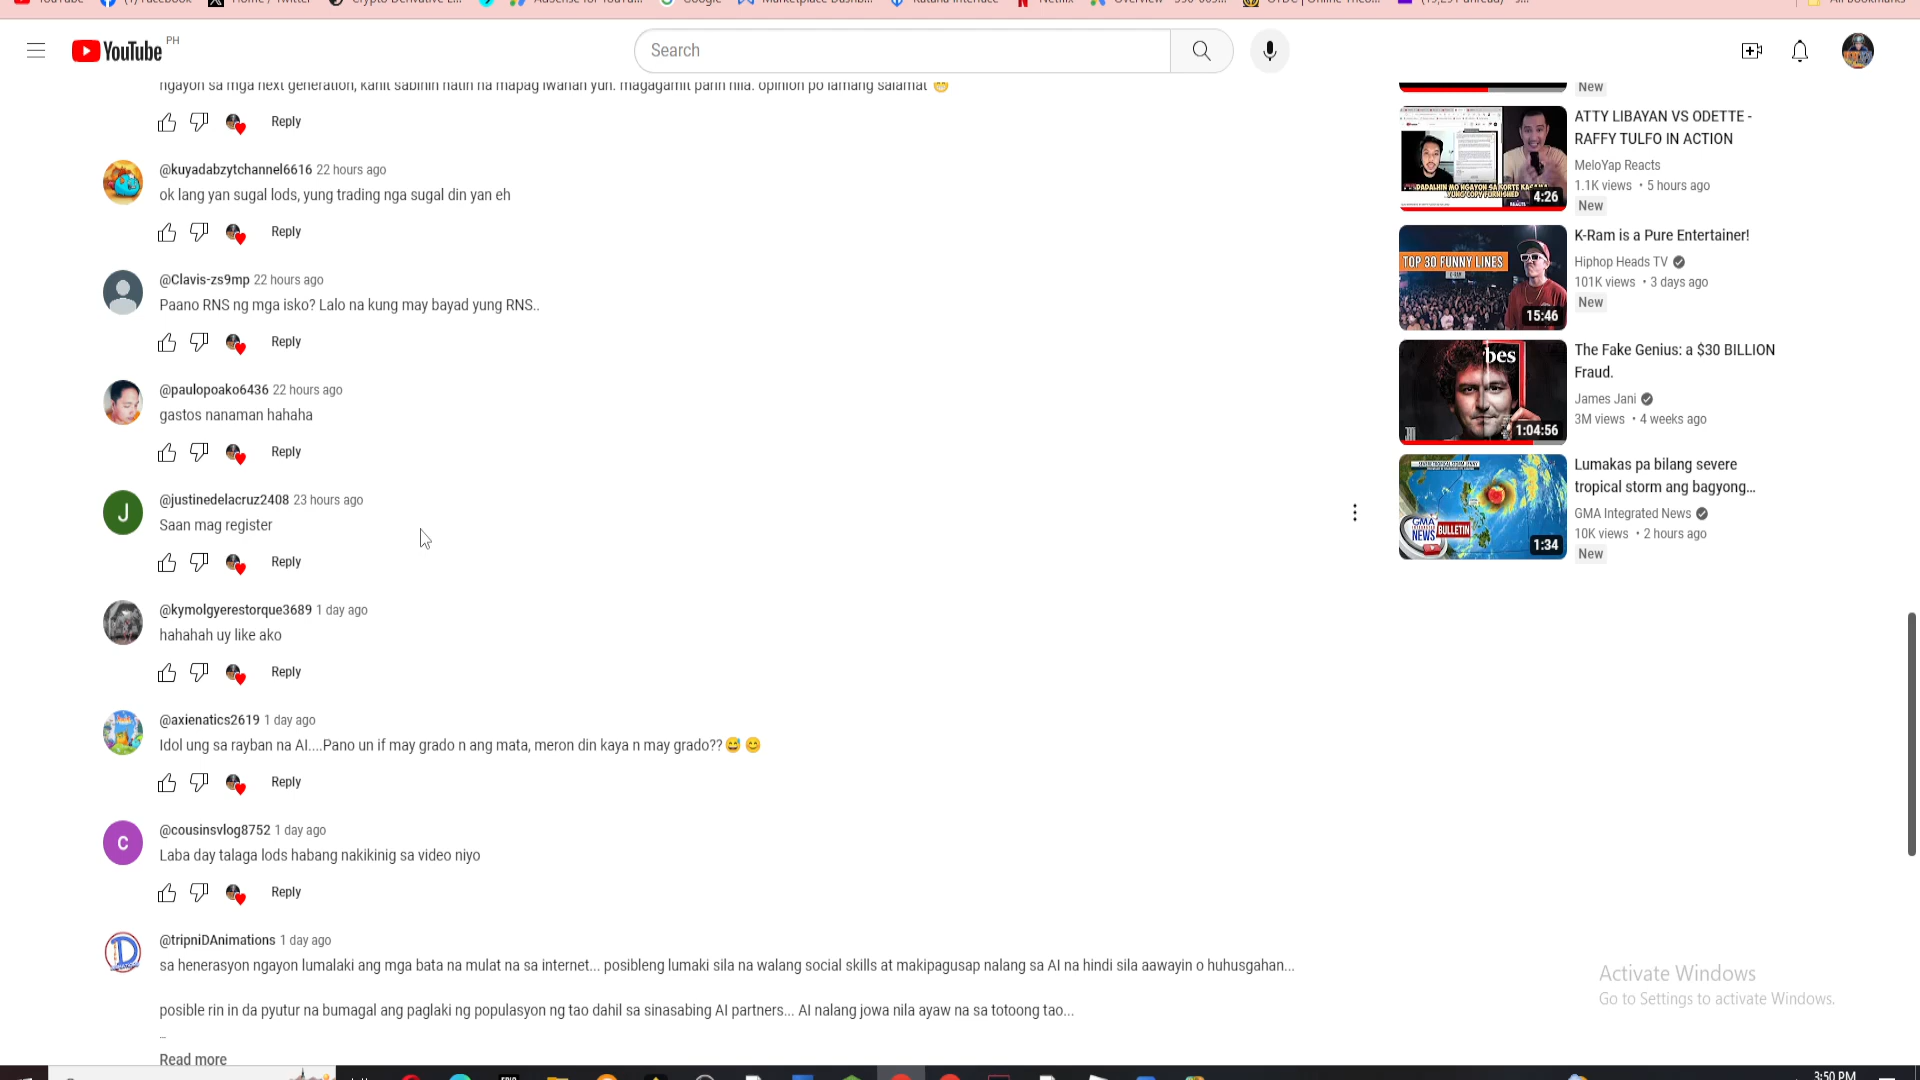 YouTube
PH
Search
ngayon sa mga next generation, kahit sabihin natin na mapag iwanan yun. magagamit parin nila. opinion po lamang salamat 😁
Reply
@kuyadabzytchannel6616 22 hours ago
ok lang yan sugal lods, yung trading nga sugal din yan eh
Reply
@Clavis-zs9mp 22 hours ago
Paano RNS ng mga isko? Lalo na kung may bayad yung RNS..
Reply
@paulopoako6436 22 hours ago
gastos nanaman hahaha
Reply
J
@justinedelacruz2408 23 hours ago
Saan mag register
Reply
@kymolgyerestorque3689 1 day ago
hahahah uy like ako
Reply
@axienatics2619 1 day ago
Idol ung sa rayban na AI....Pano un if may grado n ang mata, meron din kaya n may grado?? 😅 😊
Reply
C
@cousinsvlog8752 1 day ago
Laba day talaga lods habang nakikinig sa video niyo
Reply
D
@tripniDAnimations 1 day ago
sa henerasyon ngayon lumalaki ang mga bata na mulat na sa internet... posibleng lumaki sila na walang social skills at makipagusap nalang sa AI na hindi sila aawayin o huhusgahan...
posible rin in da pyutur na bumagal ang paglaki ng populasyon ng tao dahil sa sinasabing AI partners... AI nalang jowa nila ayaw na sa totoong tao...
...
Read more
New
ATTY LIBAYAN VS ODETTE -
RAFFY TULFO IN ACTION
MeloYap Reacts
1.1K views • 5 hours ago
New
4:26
K-Ram is a Pure Entertainer!
Hiphop Heads TV
101K views • 3 days ago
New
TOP 30 FUNNY LINES
K-RAM
15:46
The Fake Genius: a $30 BILLION
Fraud.
James Jani
3M views • 4 weeks ago
bes
1:04:56
Lumakas pa bilang severe
tropical storm ang bagyong...
GMA Integrated News
10K views • 2 hours ago
New
GMA
INTEGRATED
NEWS
BULLETIN
1:34
Activate Windows
Go to Settings to activate Windows.
3:50 PM